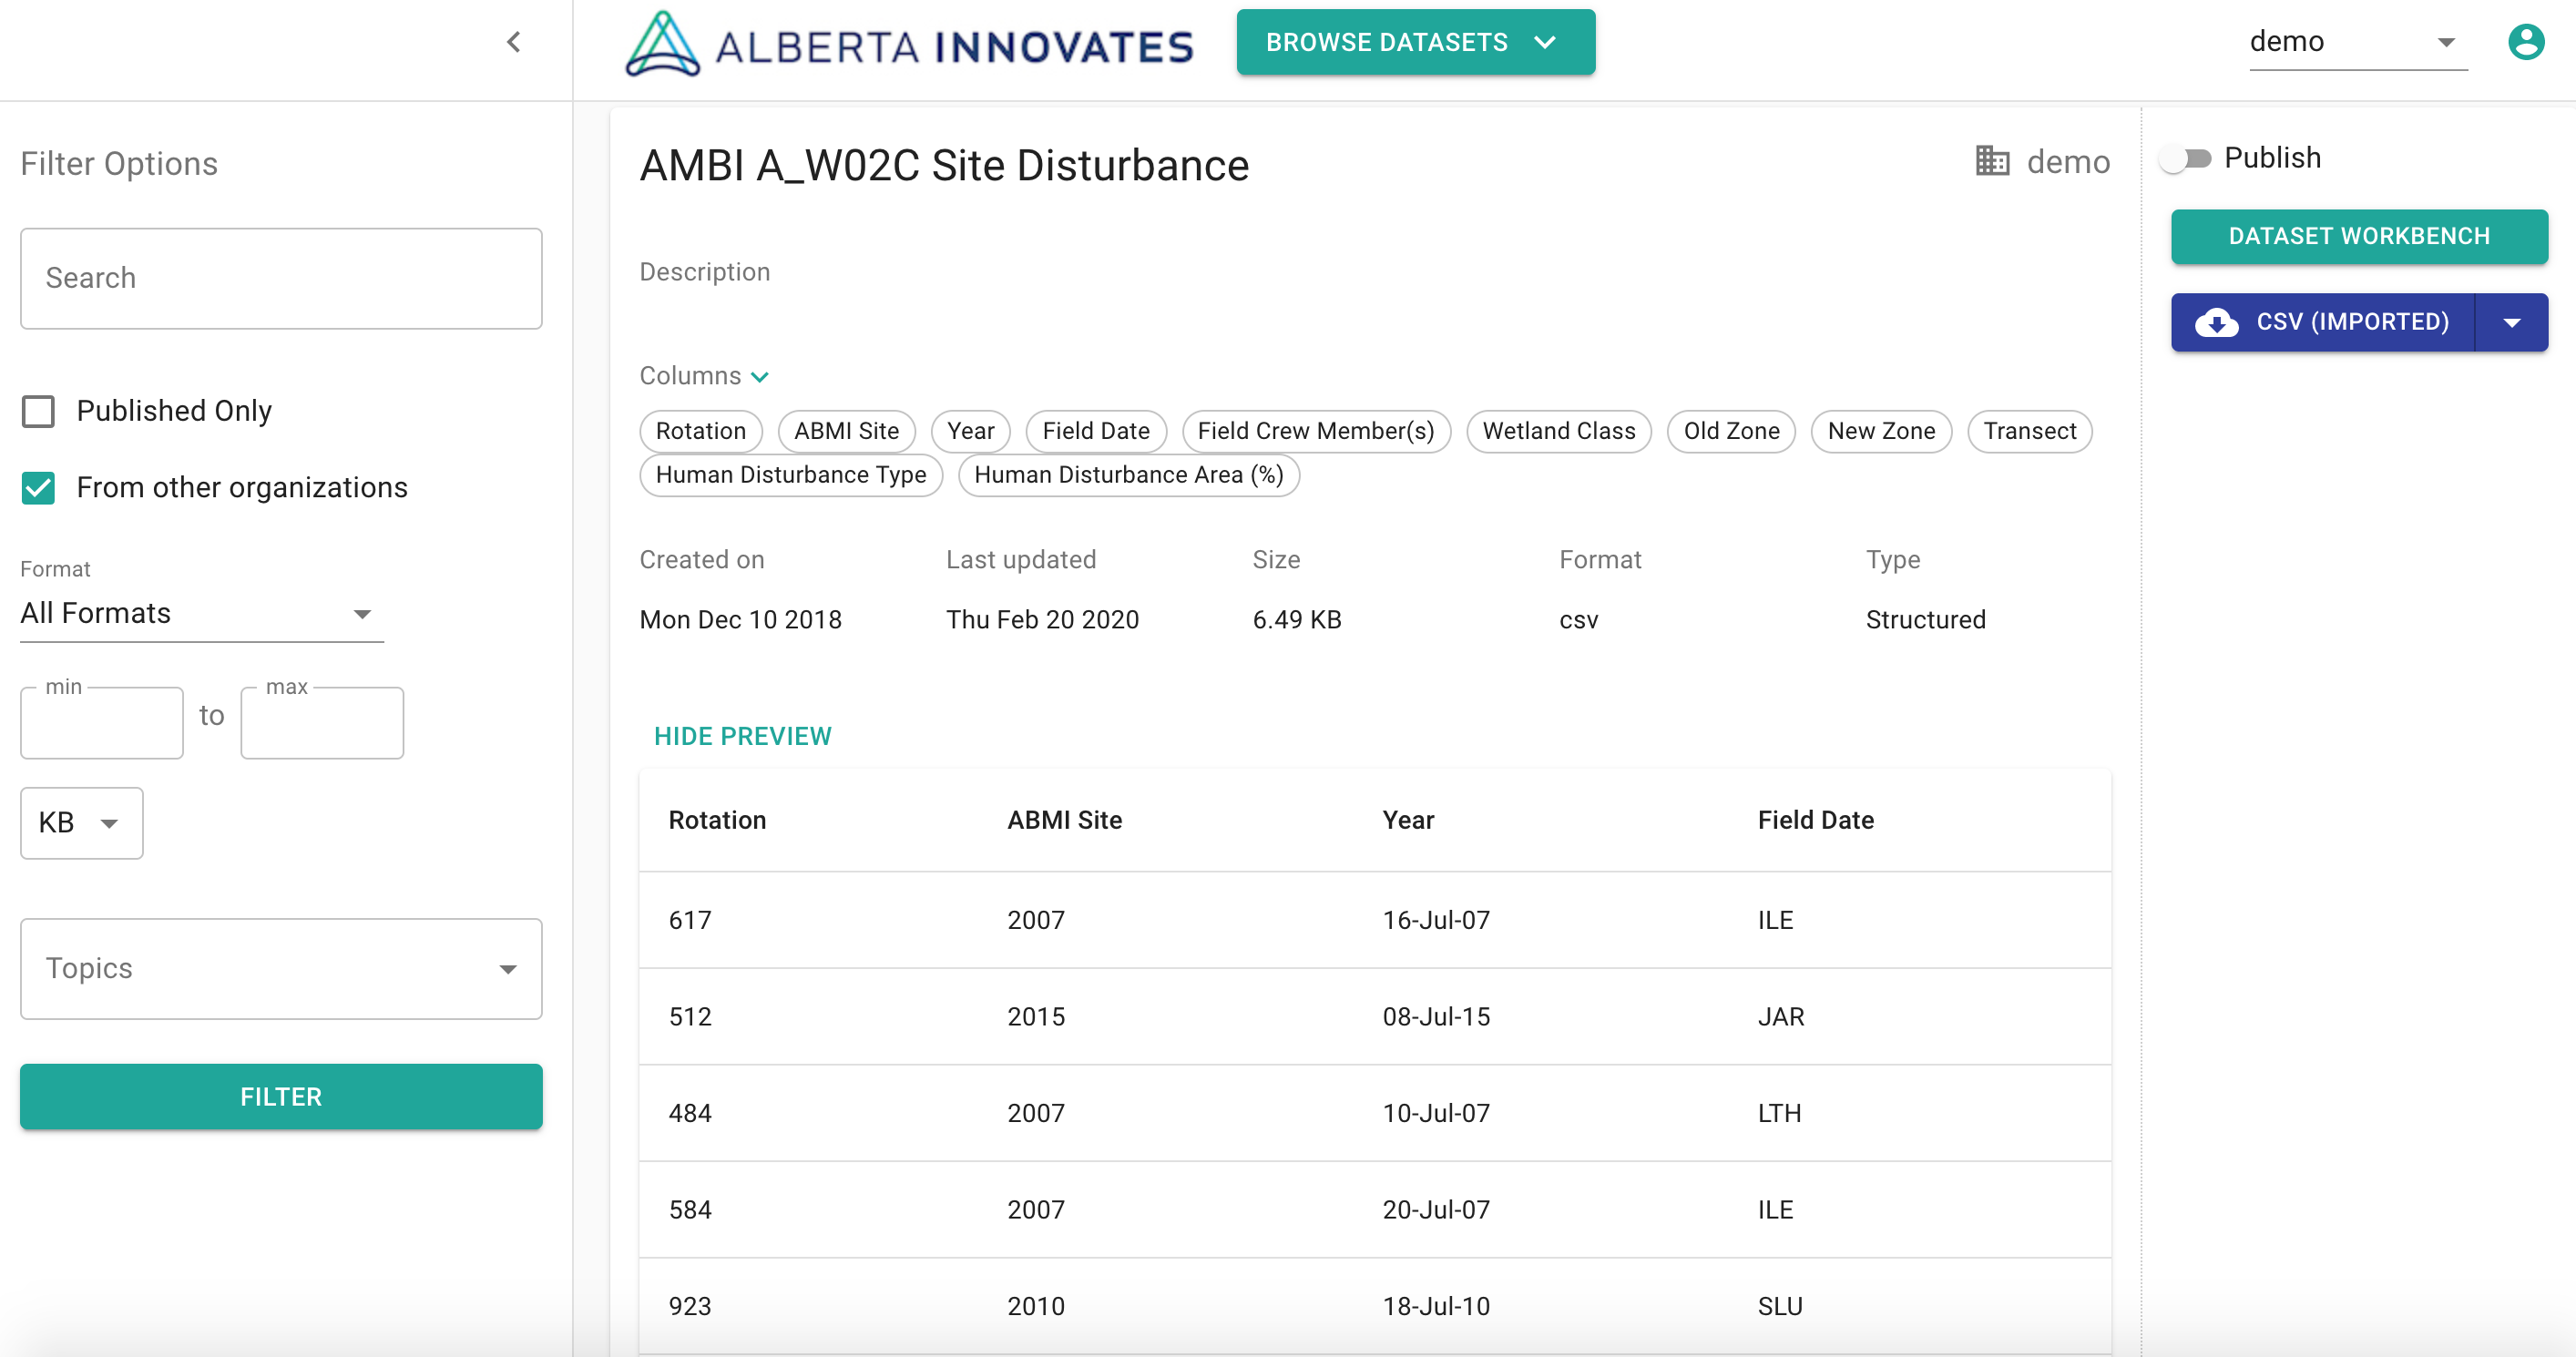 ALBERTA INNOVATES
BROWSE DATASETS
demo
Filter Options
Search
Published Only
From other organizations
Format
All Formats
min
to
max
KB
Topics
FILTER
AMBI A_W02C Site Disturbance
demo
Description
Columns
Rotation ABMI Site Year Field Date Field Crew Member(s) Wetland Class Old Zone New Zone Transect
Human Disturbance Type Human Disturbance Area (%)
Created on Last updated Size Format Type
Mon Dec 10 2018 Thu Feb 20 2020 6.49 KB csv Structured
HIDE PREVIEW
Rotation ABMI Site Year Field Date
617 2007 16-Jul-07 ILE
512 2015 08-Jul-15 JAR
484 2007 10-Jul-07 LTH
584 2007 20-Jul-07 ILE
923 2010 18-Jul-10 SLU
Publish
DATASET WORKBENCH
CSV (IMPORTED)